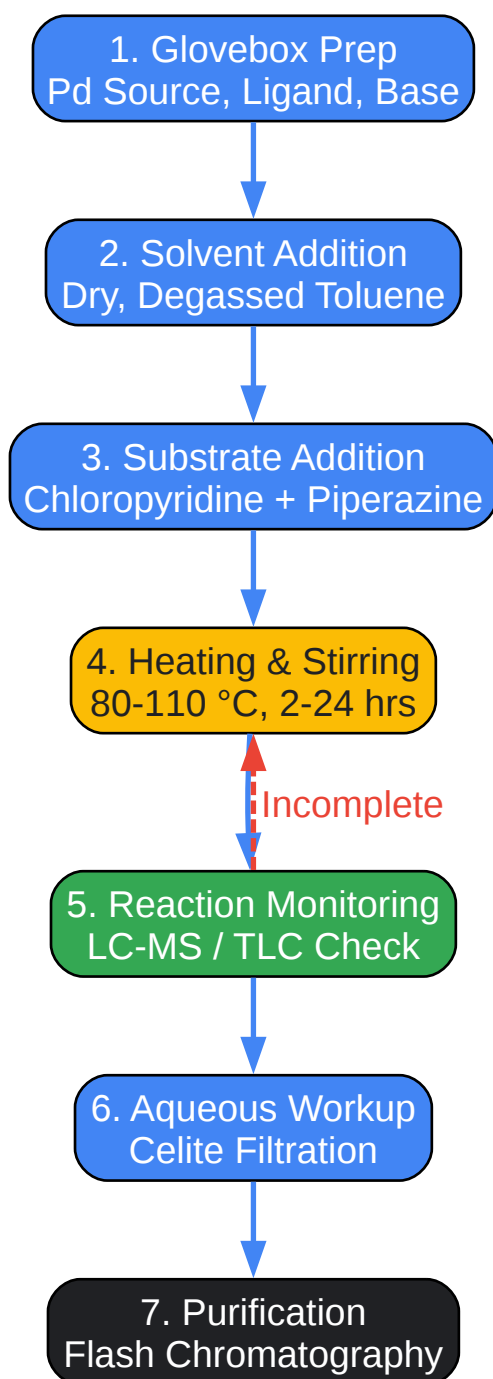 1. Glovebox Prep
Pd Source, Ligand, Base
2. Solvent Addition
Dry, Degassed Toluene
3. Substrate Addition
Chloropyridine + Piperazine
4. Heating & Stirring
80-110 °C, 2-24 hrs
Incomplete
5. Reaction Monitoring
LC-MS / TLC Check
6. Aqueous Workup
Celite Filtration
7. Purification
Flash Chromatography